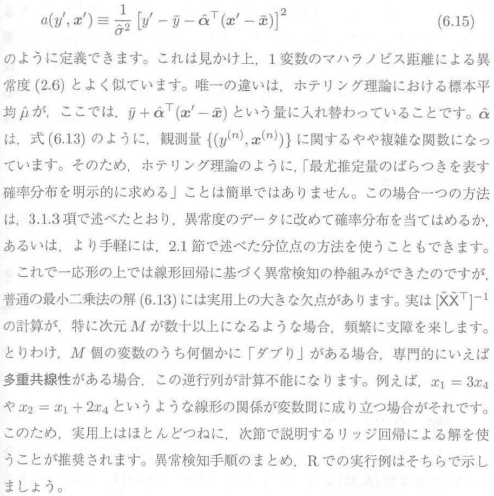 a(y′, x′) ≡ 1/σ̂² [y′ − ȳ − α̂⊤(x′ − x̄)]² (6.15)
のように定義できます。これは見かけ上，1変数のマハラノビス距離による異
常度 (2.6) とよく似ています。唯一の違いは，ホテリング理論における標本平
均 μ̂ が，ここでは，ȳ + α̂⊤(x′ − x̄) という量に入れ替わっていることです。α̂
は，式 (6.13) のように，観測量 {(y⁽ⁿ⁾, x⁽ⁿ⁾)} に関するやや複雑な関数になっ
ています。そのため，ホテリング理論のように，「最尤推定量のばらつきを表す
確率分布を明示的に求める」ことは簡単ではありません。この場合一つの方法
は，3.1.3 項で述べたとおり，異常度のデータに改めて確率分布を当てはめるか，
あるいは，より手軽には，2.1 節で述べた分位点の方法を使うこともできます。
これで一応形の上では線形回帰に基づく異常検知の枠組みができたのですが，
普通の最小二乗法の解 (6.13) には実用上の大きな欠点があります。実は [X̃X̃⊤]⁻¹
の計算が，特に次元 M が数十以上になるような場合，頻繁に支障を来します。
とりわけ，M 個の変数のうち何個かに「ダブり」がある場合，専門的にいえば
多重共線性がある場合，この逆行列が計算不能になります。例えば，x₁ = 3x₄
や x₂ = x₁ + 2x₄ というような線形の関係が変数間に成り立つ場合がそれです。
このため，実用上はほとんどつねに，次節で説明するリッジ回帰による解を使
うことが推奨されます。異常検知手順のまとめ，R での実行例はそちらで示し
ましょう。